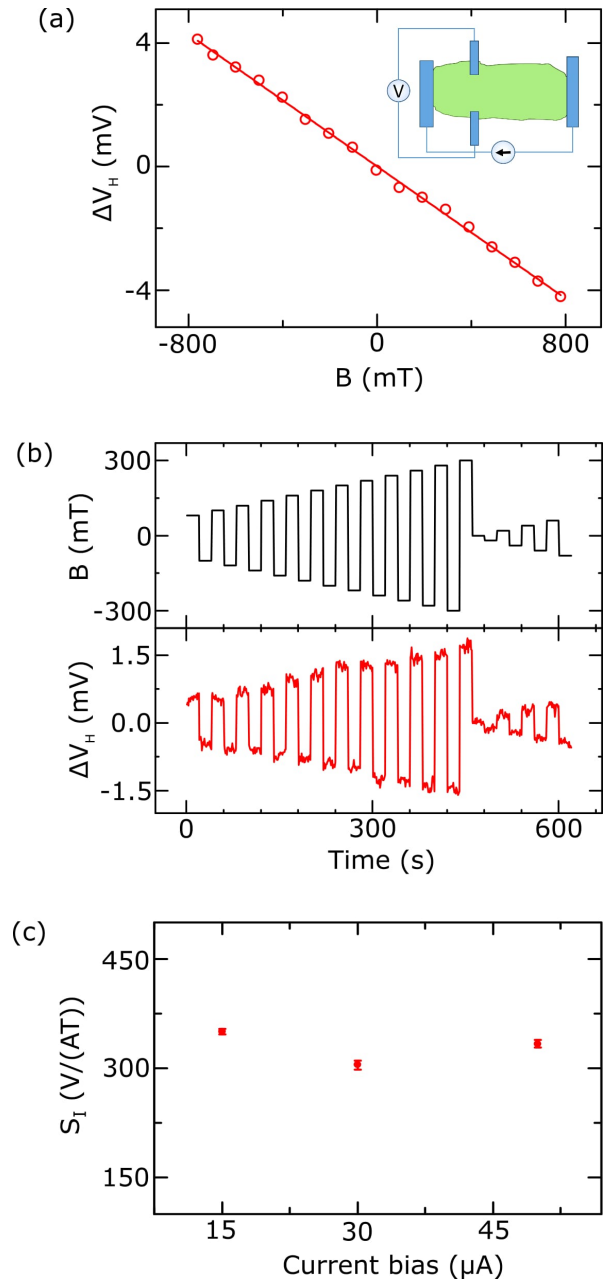 (a)
4
0
-4
ΔV_H (mV)
V
-800 0 800
B (mT)
(b)
300
0
-300
B (mT)
1.5
0.0
-1.5
ΔV_H (mV)
0 300 600
Time (s)
(c)
450
300
150
S_I (V/(AT))
15 30 45
Current bias (μA)